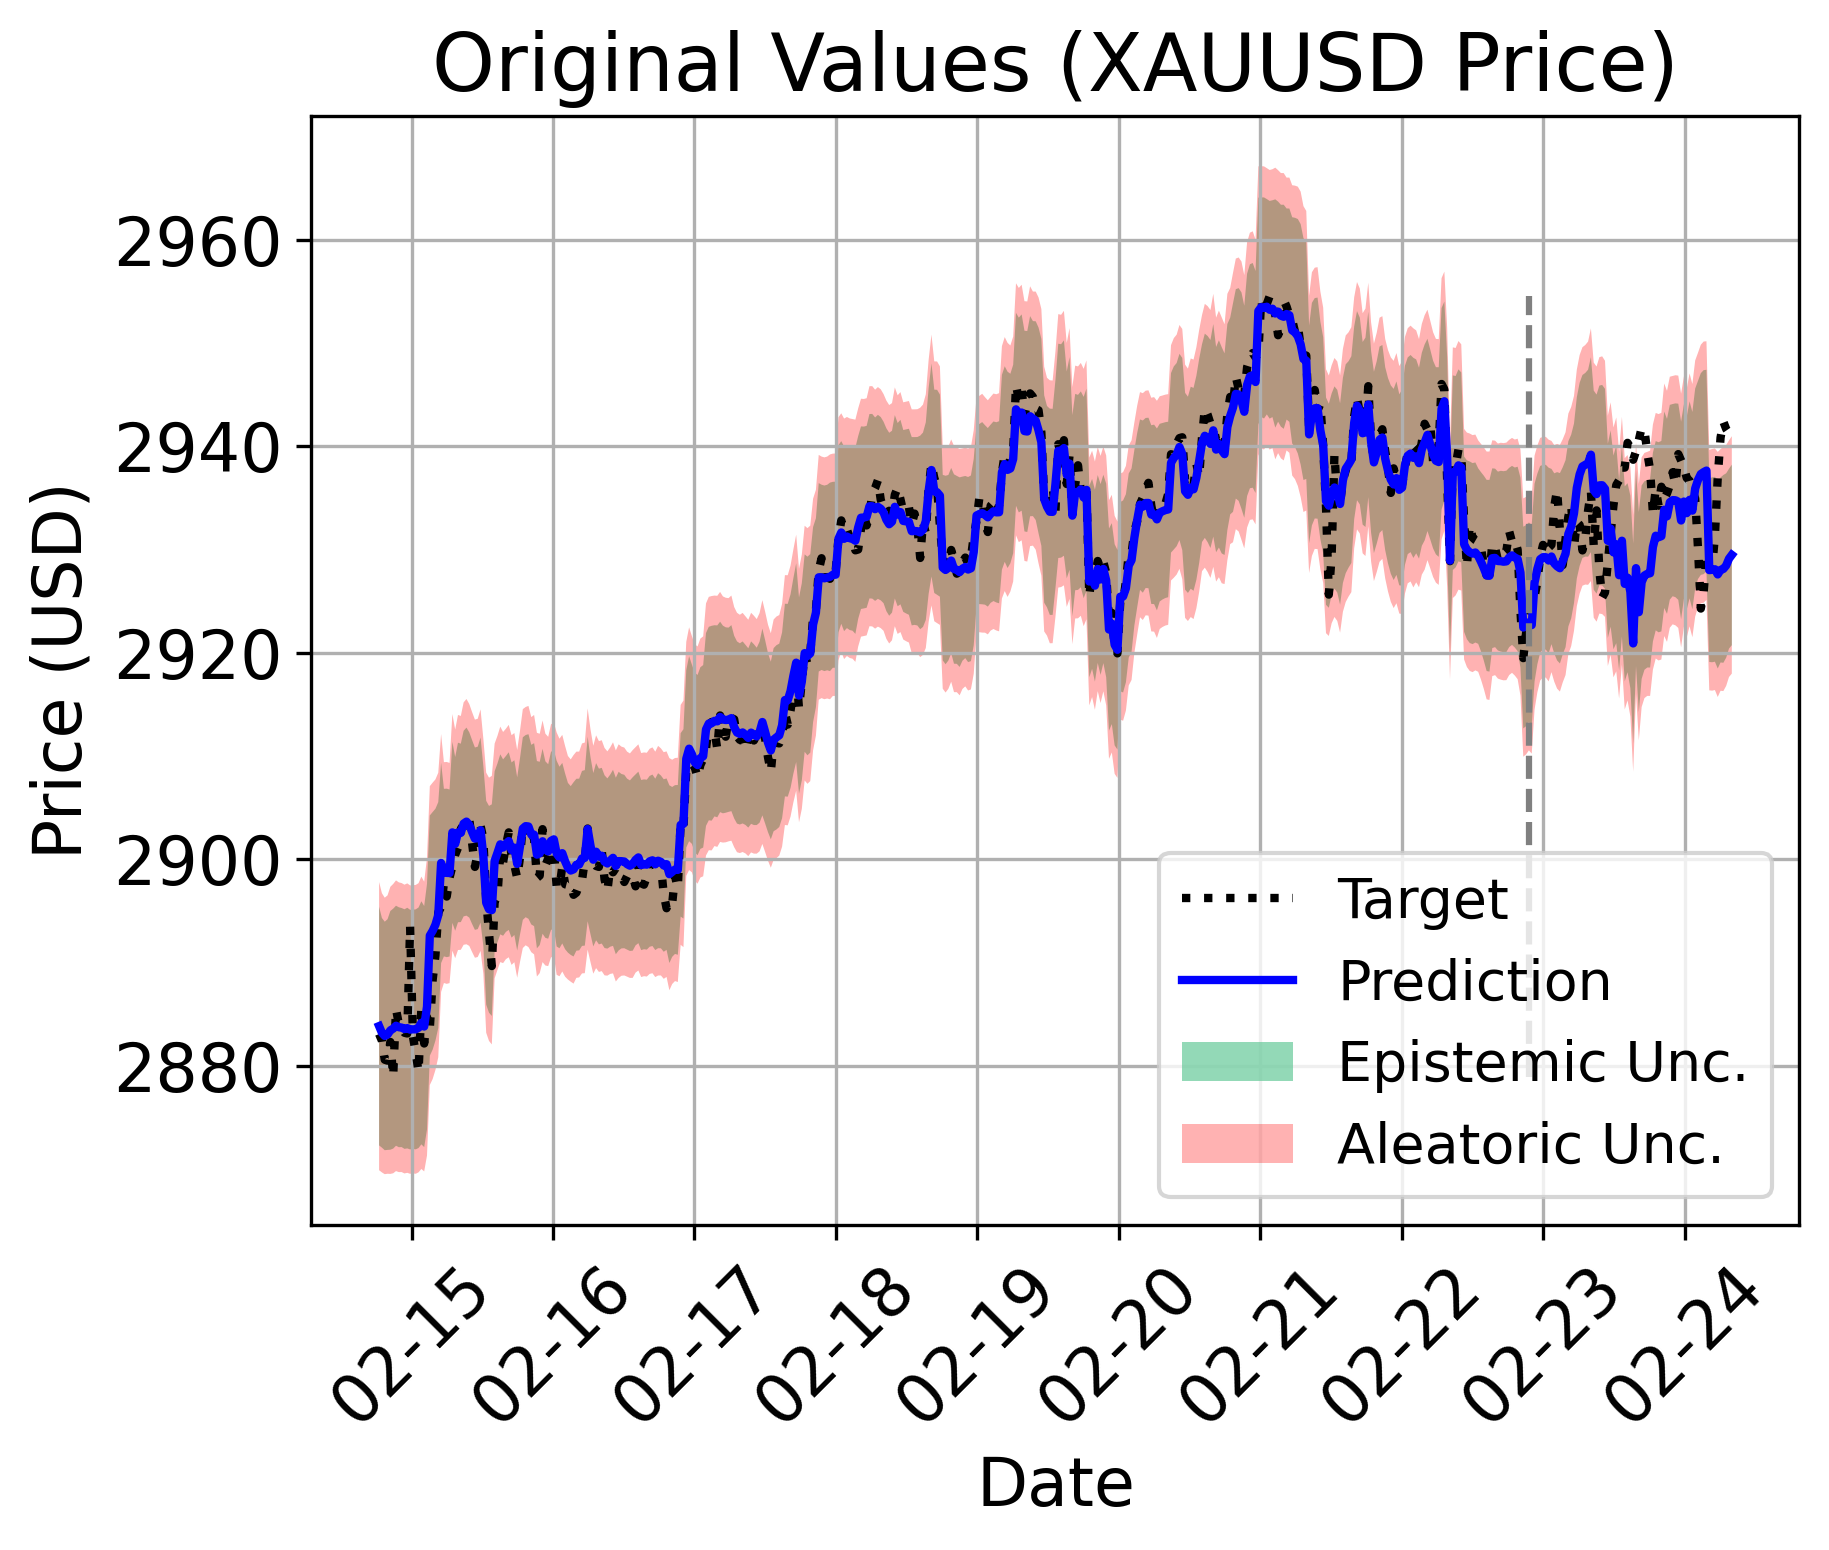 Original Values (XAUUSD Price)
Price (USD)
2960
2940
2920
2900
2880
Target
Prediction
Epistemic Unc.
Aleatoric Unc.
02-15
02-16
02-17
02-18
02-19
02-20
02-21
02-22
02-23
02-24
Date